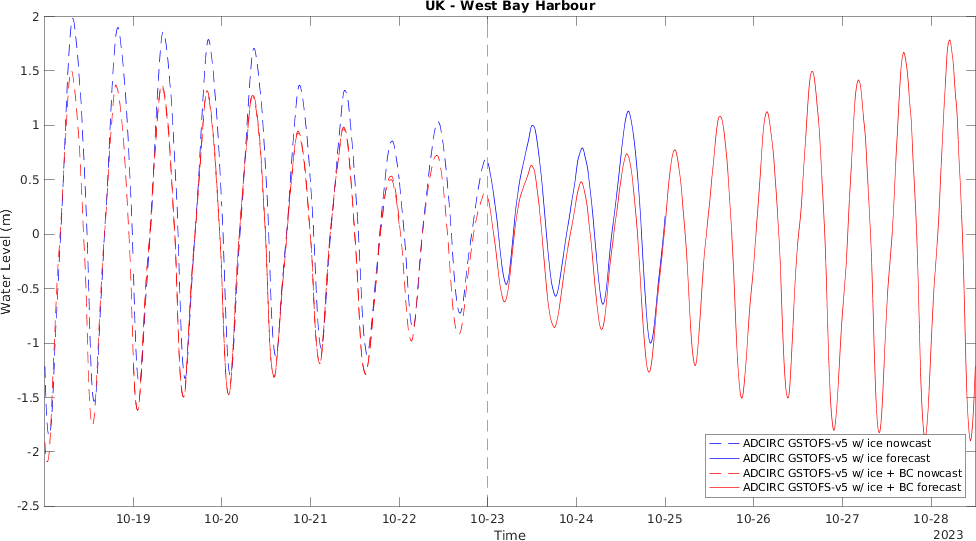 UK - West Bay Harbour
2
1.5
1
0.5
0
-0.5
-1
-1.5
-2
-2.5
Water Level (m)
ADCIRC GSTOFS-v5 w/ ice nowcast
ADCIRC GSTOFS-v5 w/ ice forecast
ADCIRC GSTOFS-v5 w/ ice + BC nowcast
ADCIRC GSTOFS-v5 w/ ice + BC forecast
10-19 10-20 10-21 10-22 10-23 10-24 10-25 10-26 10-27 10-28
Time
2023